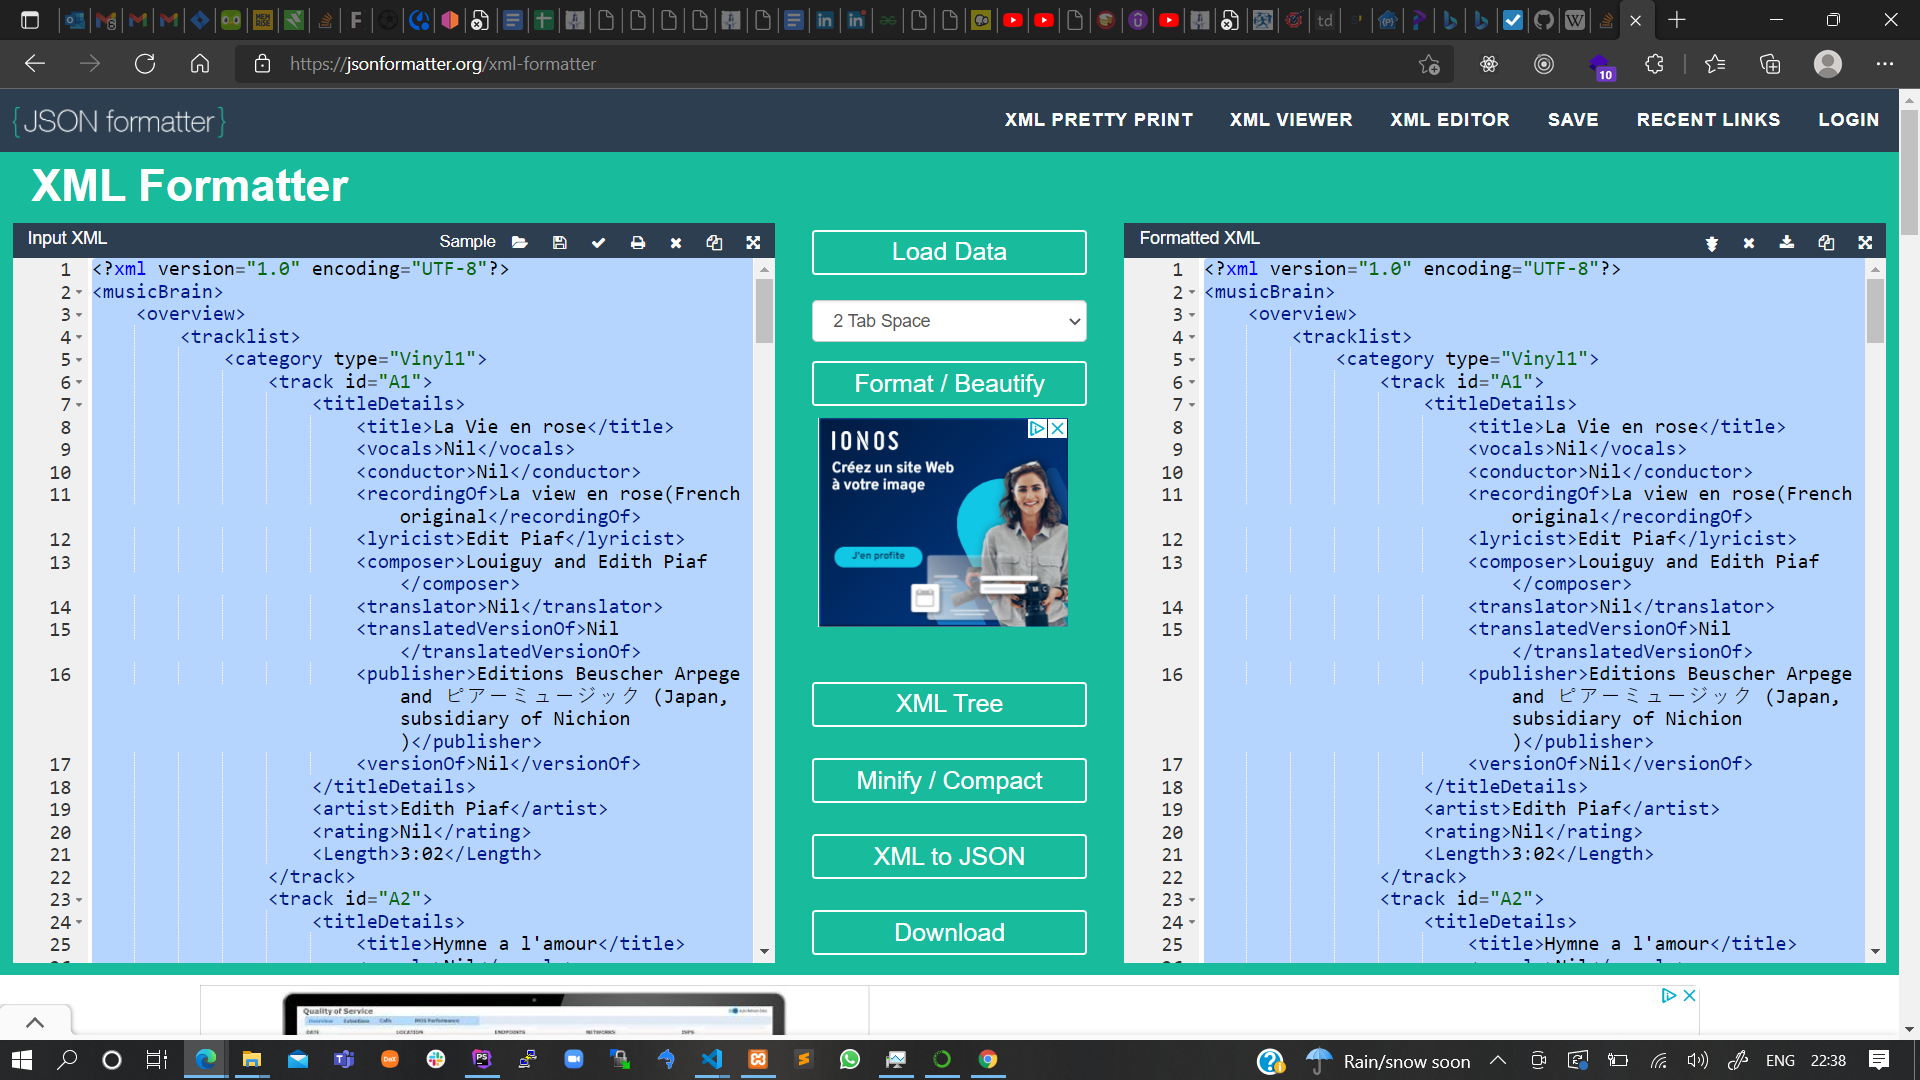 https://jsonformatter.org/xml-formatter
10
{JSON formatter}
XML PRETTY PRINT
XML VIEWER
XML EDITOR
SAVE
RECENT LINKS
LOGIN
XML Formatter
Input XML
Sample
1 <?xml version="1.0" encoding="UTF-8"?>
2 <musicBrain>
3 <overview>
4 <tracklist>
5 <category type="Vinyl1">
6 <track id="A1">
7 <titleDetails>
8 <title>La Vie en rose</title>
9 <vocals>Nil</vocals>
10 <conductor>Nil</conductor>
11 <recordingOf>La view en rose(French
original</recordingOf>
12 <lyricist>Edit Piaf</lyricist>
13 <composer>Louiguy and Edith Piaf
</composer>
14 <translator>Nil</translator>
15 <translatedVersionOf>Nil
</translatedVersionOf>
16 <publisher>Editions Beuscher Arpege
and ピアーミュージック (Japan,
subsidiary of Nichion
)</publisher>
17 <versionOf>Nil</versionOf>
18 </titleDetails>
19 <artist>Edith Piaf</artist>
20 <rating>Nil</rating>
21 <Length>3:02</Length>
22 </track>
23 <track id="A2">
24 <titleDetails>
25 <title>Hymne a l'amour</title>
Load Data
2 Tab Space
Format / Beautify
IONOS
Créez un site Web
à votre image
J'en profite
XML Tree
Minify / Compact
XML to JSON
Download
Formatted XML
1 <?xml version="1.0" encoding="UTF-8"?>
2 <musicBrain>
3 <overview>
4 <tracklist>
5 <category type="Vinyl1">
6 <track id="A1">
7 <titleDetails>
8 <title>La Vie en rose</title>
9 <vocals>Nil</vocals>
10 <conductor>Nil</conductor>
11 <recordingOf>La view en rose(French
original</recordingOf>
12 <lyricist>Edit Piaf</lyricist>
13 <composer>Louiguy and Edith Piaf
</composer>
14 <translator>Nil</translator>
15 <translatedVersionOf>Nil
</translatedVersionOf>
16 <publisher>Editions Beuscher Arpege
and ピアーミュージック (Japan,
subsidiary of Nichion
)</publisher>
17 <versionOf>Nil</versionOf>
18 </titleDetails>
19 <artist>Edith Piaf</artist>
20 <rating>Nil</rating>
21 <Length>3:02</Length>
22 </track>
23 <track id="A2">
24 <titleDetails>
25 <title>Hymne a l'amour</title>
Quality of Service
Rain/snow soon
ENG
22:38